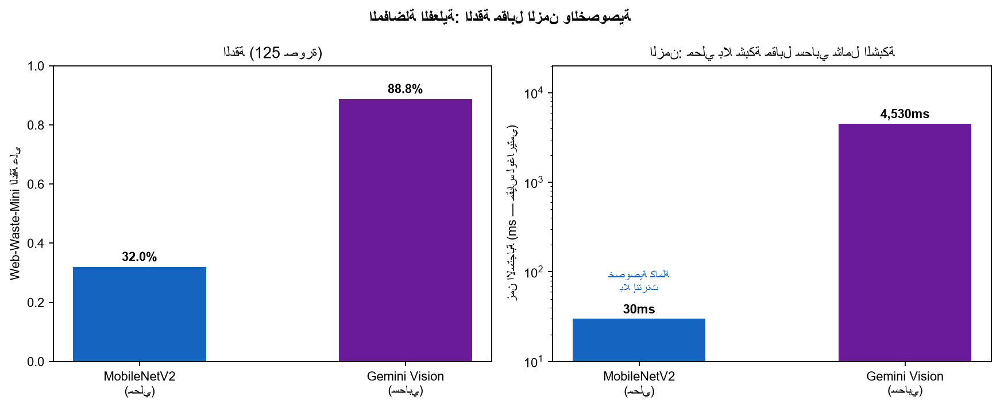 المفاضلة الفعلية: الدقة مقابل الزمن والخصوصية
الدقة (125 صورة)
الدقة على Web-Waste-Mini
1.0
0.8
0.6
0.4
0.2
0.0
32.0%
88.8%
MobileNetV2
(محلي)
Gemini Vision
(سحابي)
الزمن: محلي بلا شبكة مقابل سحابي شامل الشبكة
زمن الاستجابة (ms — مقياس لوغاريتمي)
10⁴
10³
10²
10¹
خصوصية كاملة
بلا إنترنت
30ms
4,530ms
MobileNetV2
(محلي)
Gemini Vision
(سحابي)